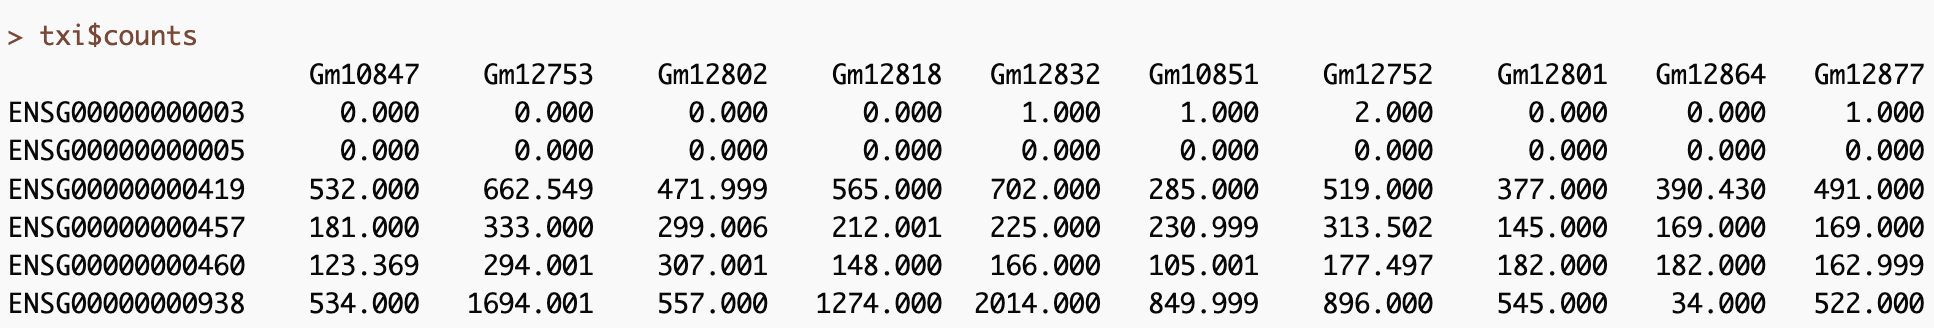 > txi$counts
Gm10847 Gm12753 Gm12802 Gm12818 Gm12832 Gm10851 Gm12752 Gm12801 Gm12864 Gm12877
ENSG00000000003 0.000 0.000 0.000 0.000 1.000 1.000 2.000 0.000 0.000 1.000
ENSG00000000005 0.000 0.000 0.000 0.000 0.000 0.000 0.000 0.000 0.000 0.000
ENSG00000000419 532.000 662.549 471.999 565.000 702.000 285.000 519.000 377.000 390.430 491.000
ENSG00000000457 181.000 333.000 299.006 212.001 225.000 230.999 313.502 145.000 169.000 169.000
ENSG00000000460 123.369 294.001 307.001 148.000 166.000 105.001 177.497 182.000 182.000 162.999
ENSG00000000938 534.000 1694.001 557.000 1274.000 2014.000 849.999 896.000 545.000 34.000 522.000